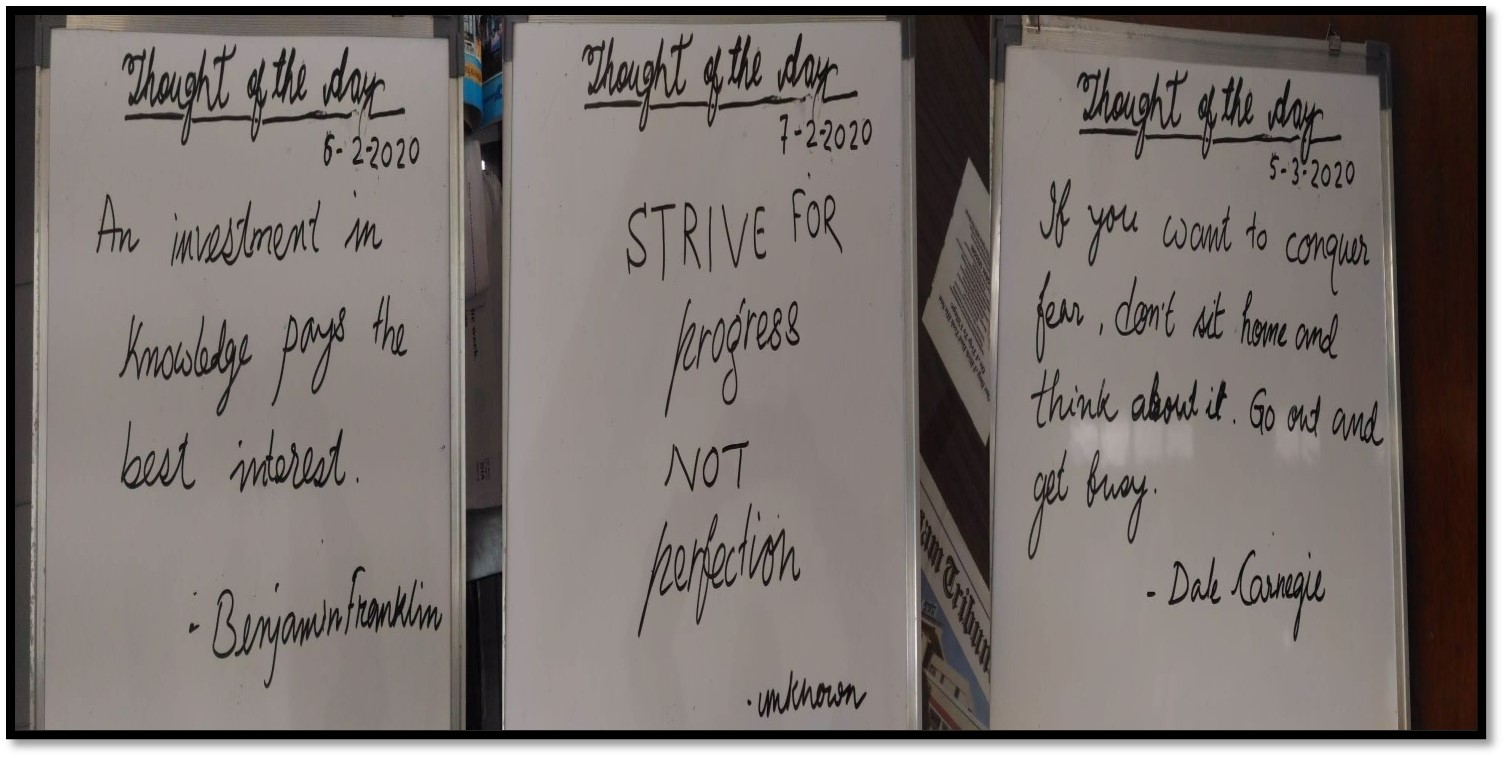 Thought of the day
6-2-2020
An investment in
Knowledge pays the
best interest.
- Benjamin Franklin
Thought of the day
7-2-2020
STRIVE FOR
progress
NOT
perfection
- unknown
Thought of the day
5-3-2020
If you want to conquer
fear, don't sit home and
think about it. Go out and
get busy.
- Dale Carnegie
am Tribun